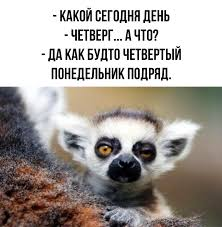 - КАКОЙ СЕГОДНЯ ДЕНЬ
- ЧЕТВЕРГ... А ЧТО?
- ДА КАК БУДТО ЧЕТВЕРТЫЙ
ПОНЕДЕЛЬНИК ПОДРЯД.